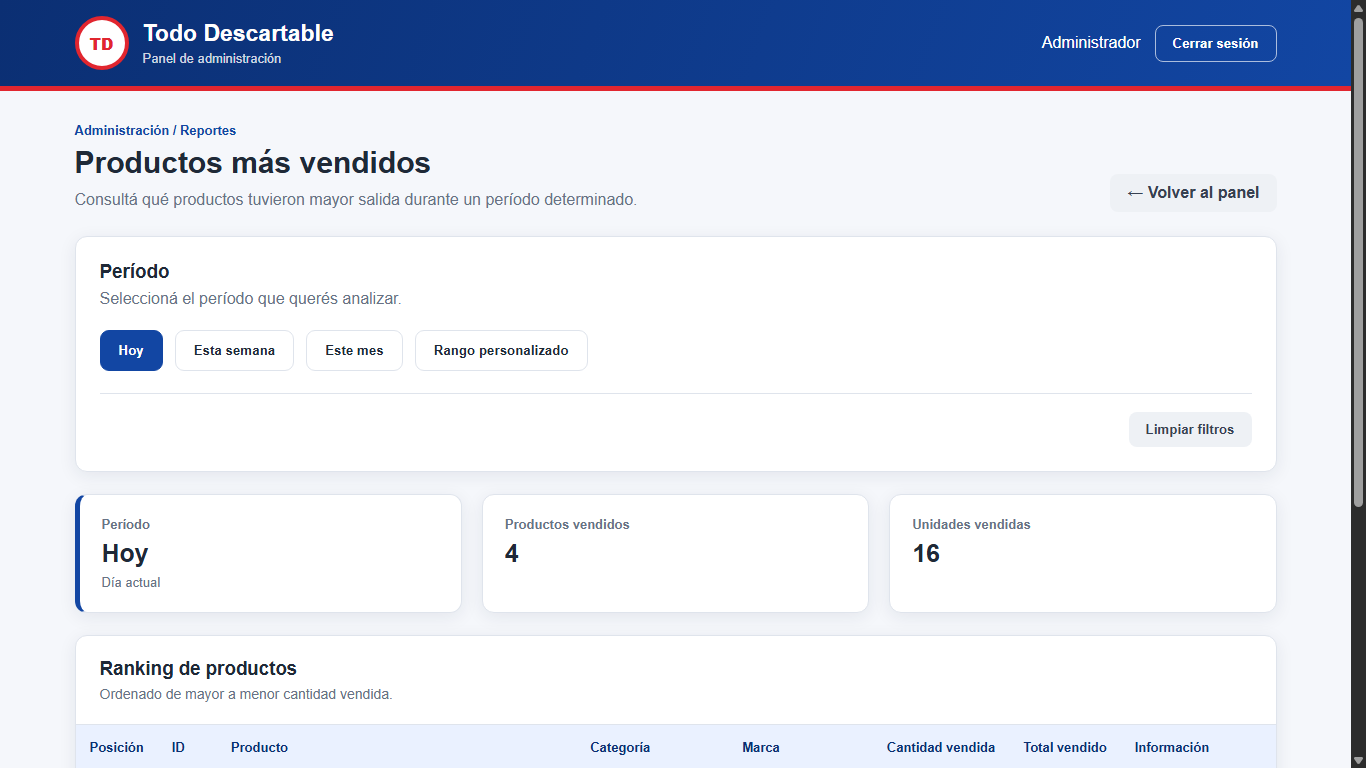 TD
Todo Descartable
Panel de administración
Administrador
Cerrar sesión
Administración / Reportes
Productos más vendidos
Consultá qué productos tuvieron mayor salida durante un período determinado.
← Volver al panel
Período
Seleccioná el período que querés analizar.
Hoy
Esta semana
Este mes
Rango personalizado
Limpiar filtros
Período
Hoy
Día actual
Productos vendidos
4
Unidades vendidas
16
Ranking de productos
Ordenado de mayor a menor cantidad vendida.
Posición ID Producto Categoría Marca Cantidad vendida Total vendido Información